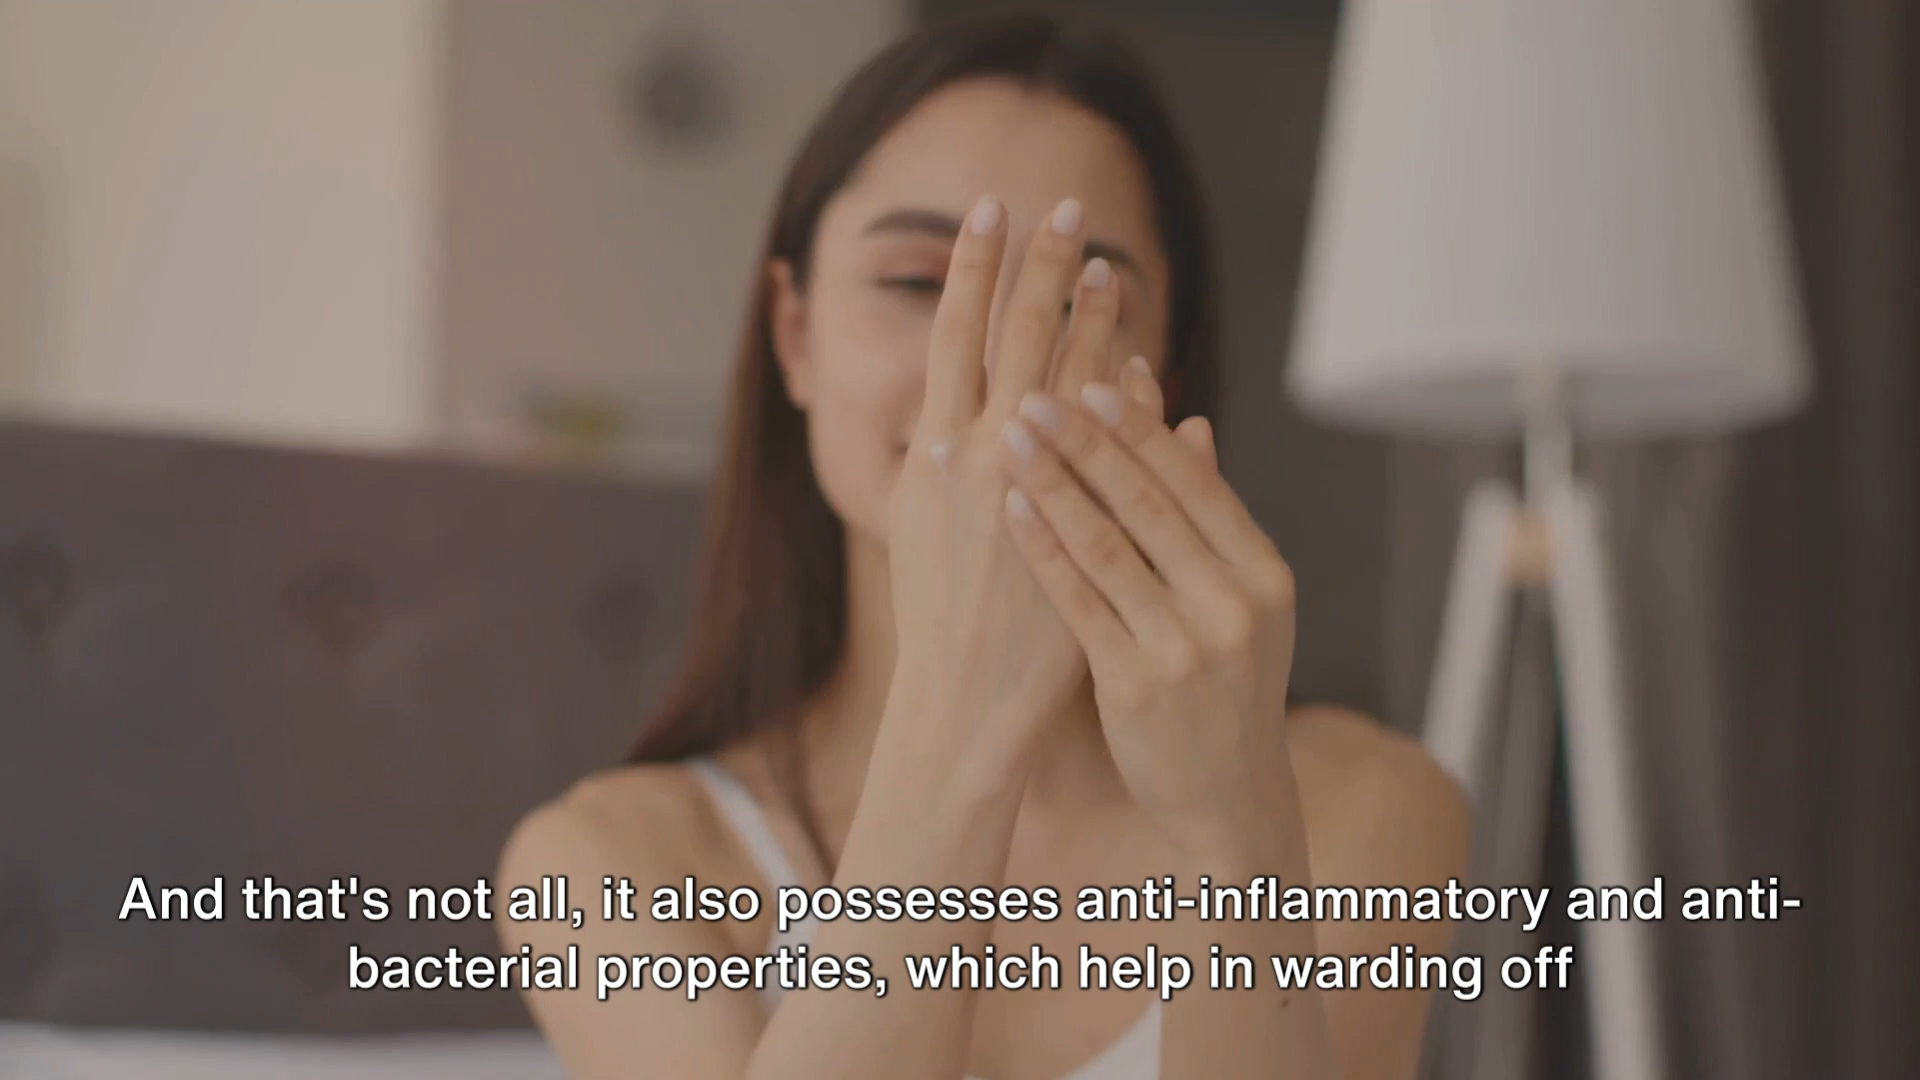 And that's not all, it also possesses anti-inflammatory and anti-
bacterial properties, which help in warding off